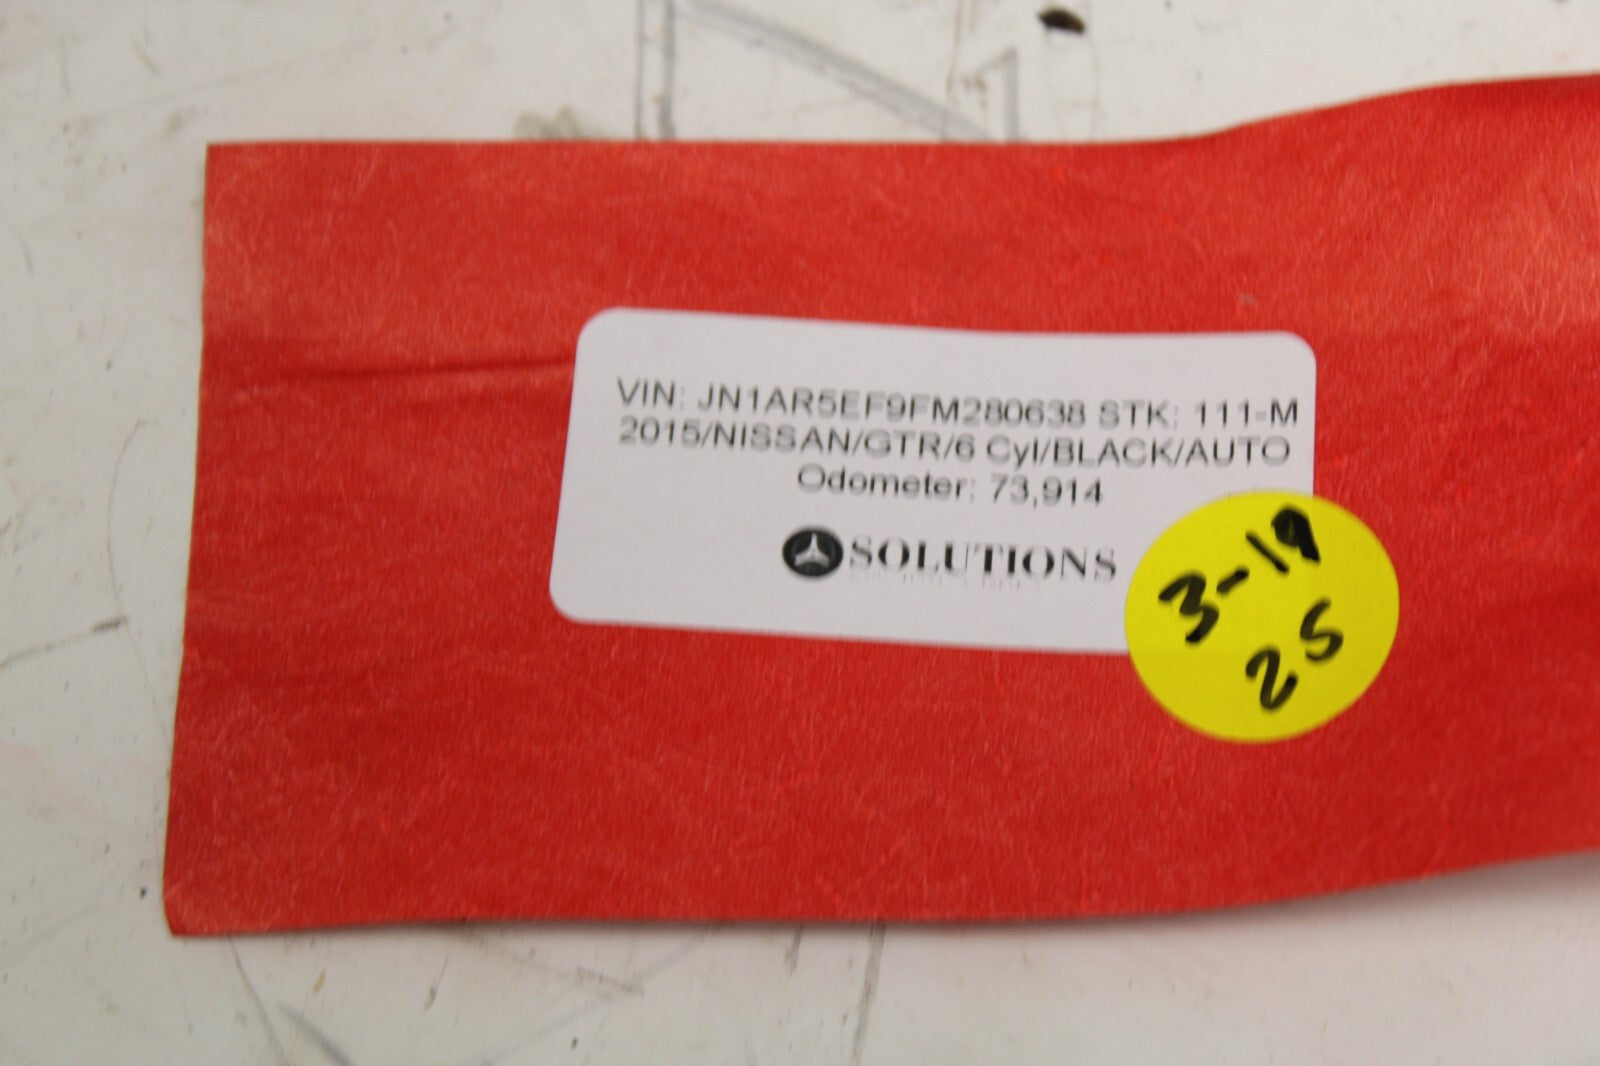 VIN: JN1AR5EF9FM280638 STK: 111-M
2015/NISSAN/GTR/6 Cyl/BLACK/AUTO
Odometer: 73,914
SOLUTIONS
3-19
25